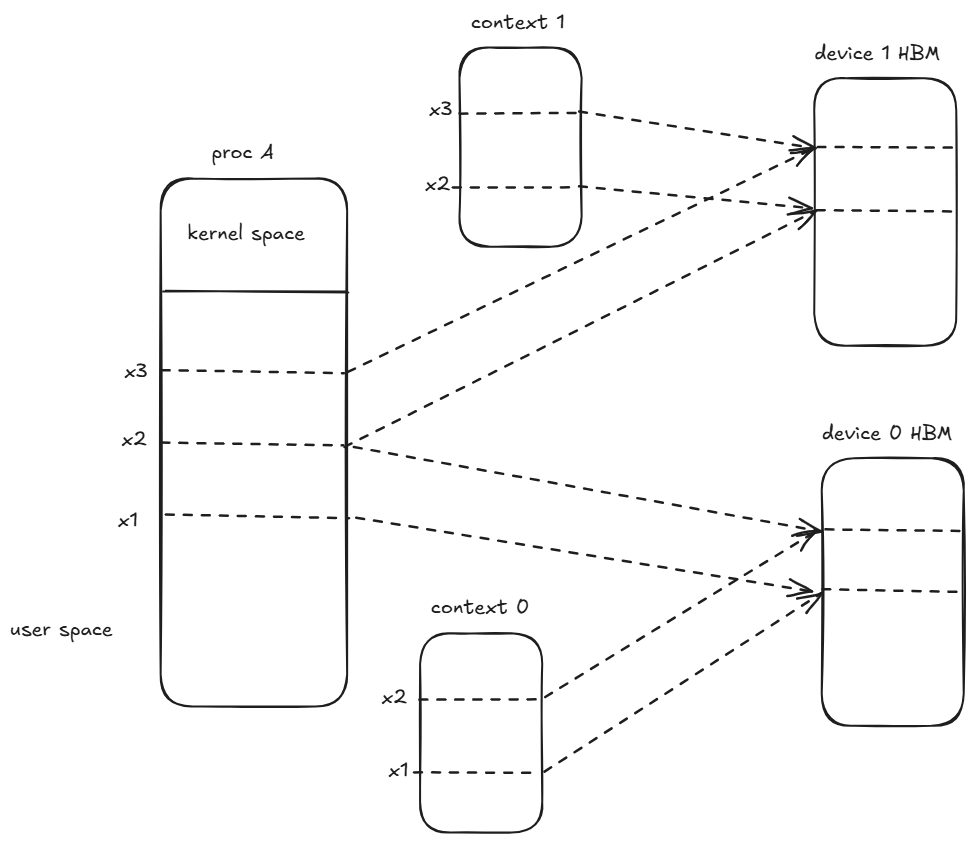 context 1
device 1 HBM
x3
x2
proc A
kernel space
x3
x2
x1
user space
device 0 HBM
context 0
x2
x1